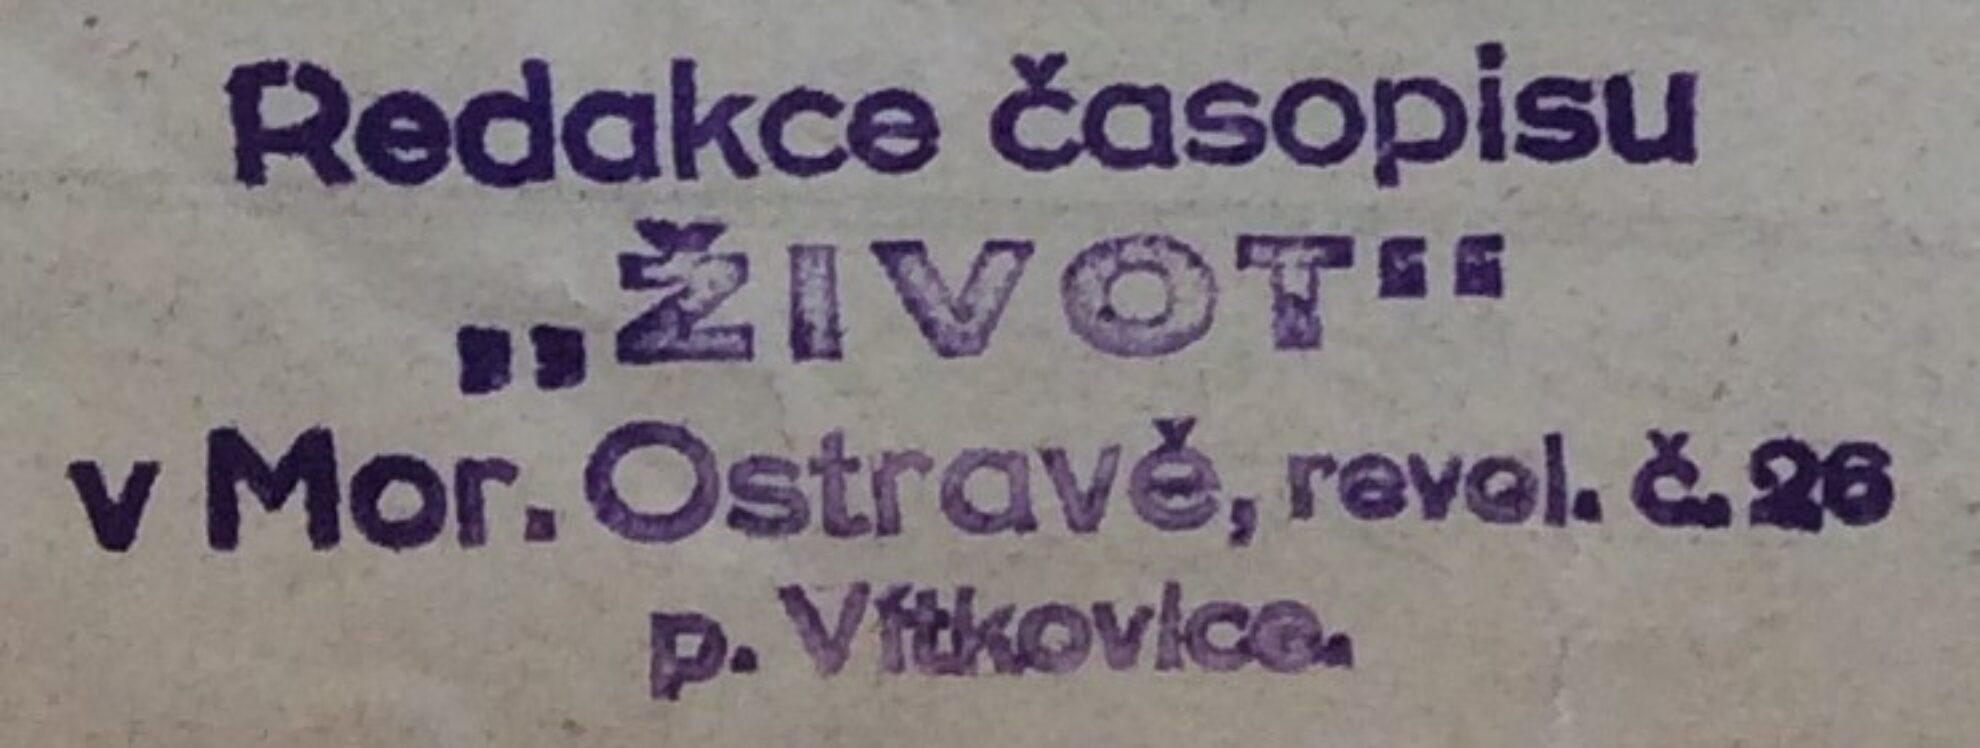 Redakce časopisu
„ŽIVOT“
v Mor. Ostravě, revol. č. 26
p. Vítkovice.